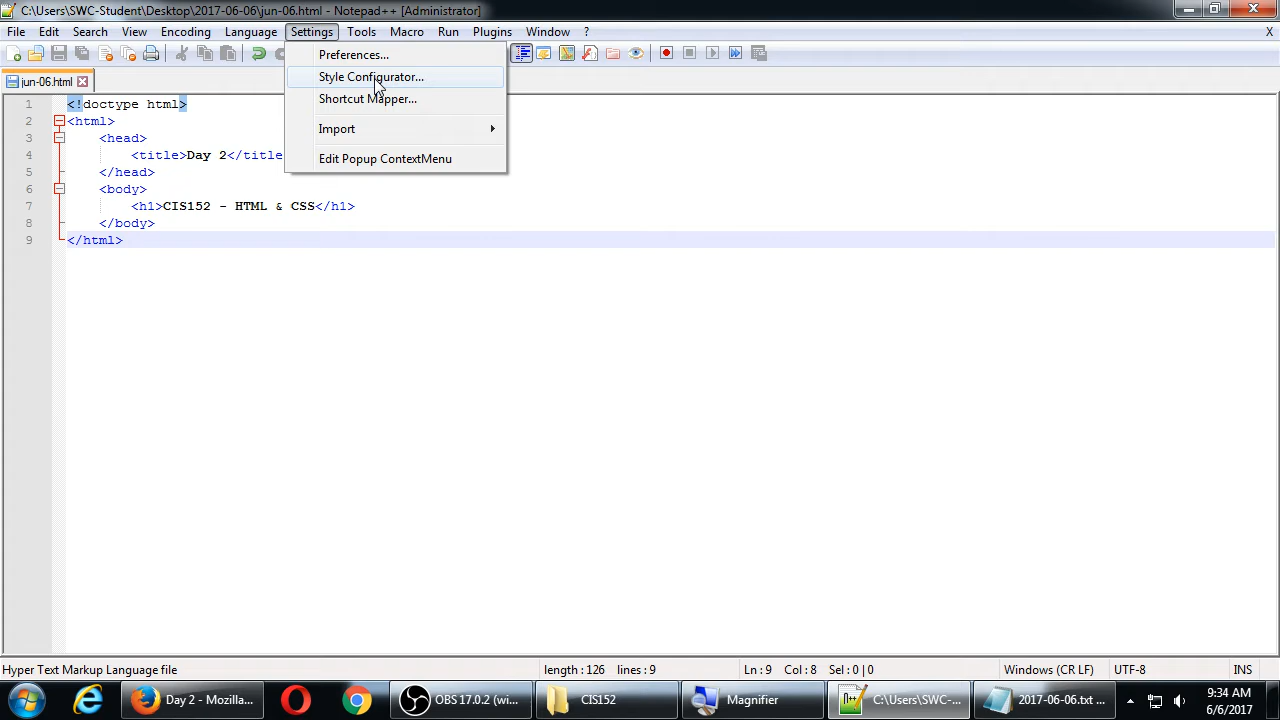 C:\Users\SWC-Student\Desktop\2017-06-06\jun-06.html - Notepad++ [Administrator]
File Edit Search View Encoding Language Settings Tools Macro Run Plugins Window ? X
Preferences...
jun-06.html
Style Configurator...
Shortcut Mapper...
1 <!doctype html>
2 <html>
Import
3 <head>
4 <title>Day 2</title
Edit Popup ContextMenu
5 </head>
6 <body>
7 <h1>CIS152 - HTML & CSS</h1>
8 </body>
9 </html>
Hyper Text Markup Language file length : 126 lines : 9 Ln : 9 Col : 8 Sel : 0 | 0 Windows (CR LF) UTF-8 INS
Day 2 - Mozilla... OBS 17.0.2 (wi... CIS152 Magnifier C:\Users\SWC-... 2017-06-06.txt ... 9:34 AM
6/6/2017